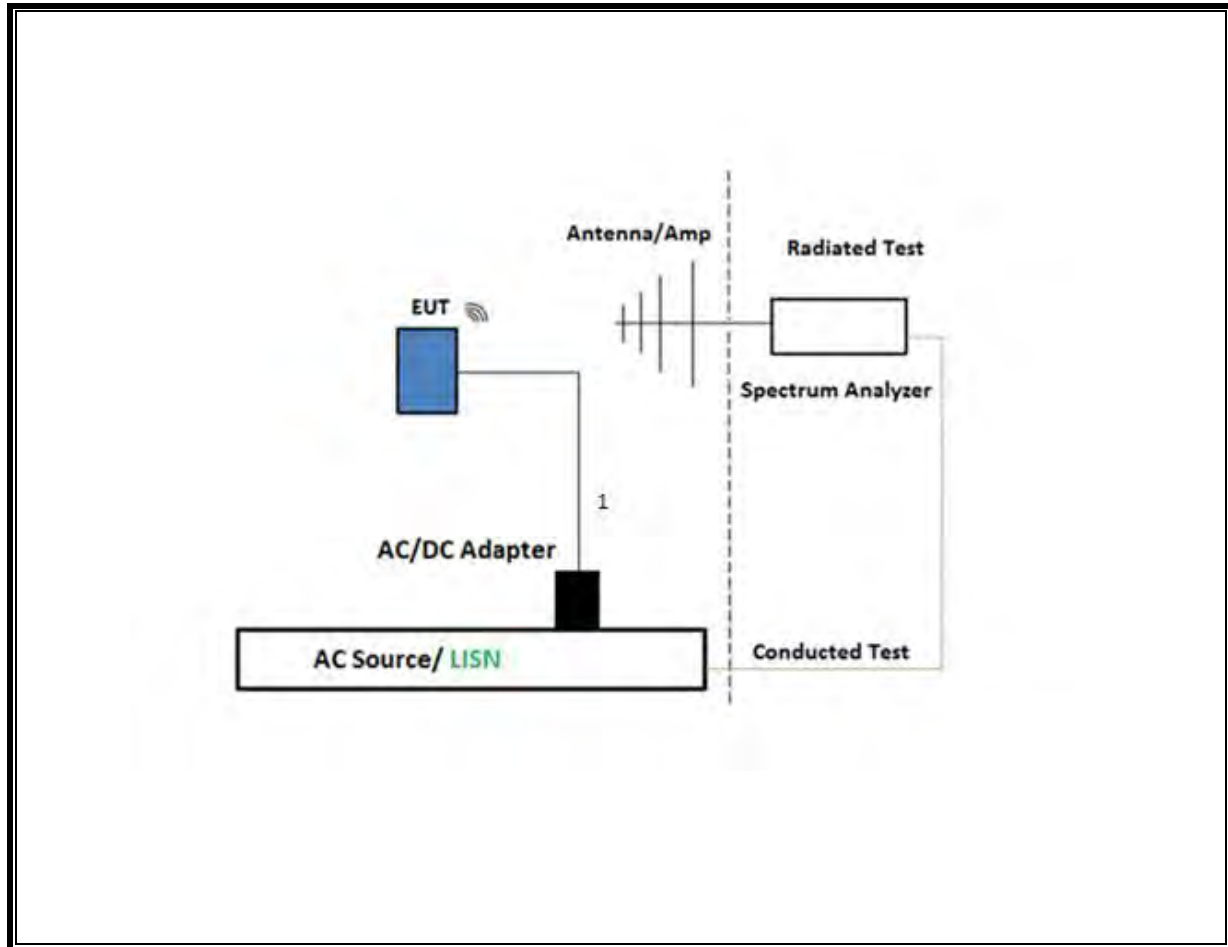 Antenna/Amp
Radiated Test
EUT
Spectrum Analyzer
1
AC/DC Adapter
AC Source/ LISN
Conducted Test